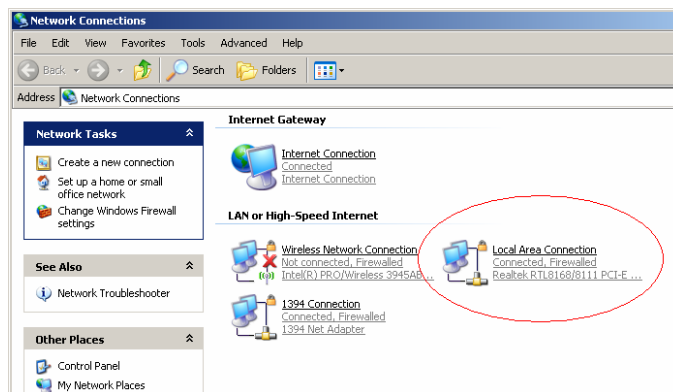 Network Connections
File Edit View Favorites Tools Advanced Help
Back Search Folders
Address Network Connections
Network Tasks
Create a new connection
Set up a home or small
office network
Change Windows Firewall
settings
See Also
Network Troubleshooter
Other Places
Control Panel
My Network Places
Internet Gateway
Internet Connection
Connected
Internet Connection
LAN or High-Speed Internet
Wireless Network Connection
Not connected, Firewalled
Intel(R) PRO/Wireless 3945AB...
Local Area Connection
Connected, Firewalled
Realtek RTL8168/8111 PCI-E ...
1394 Connection
Connected, Firewalled
1394 Net Adapter